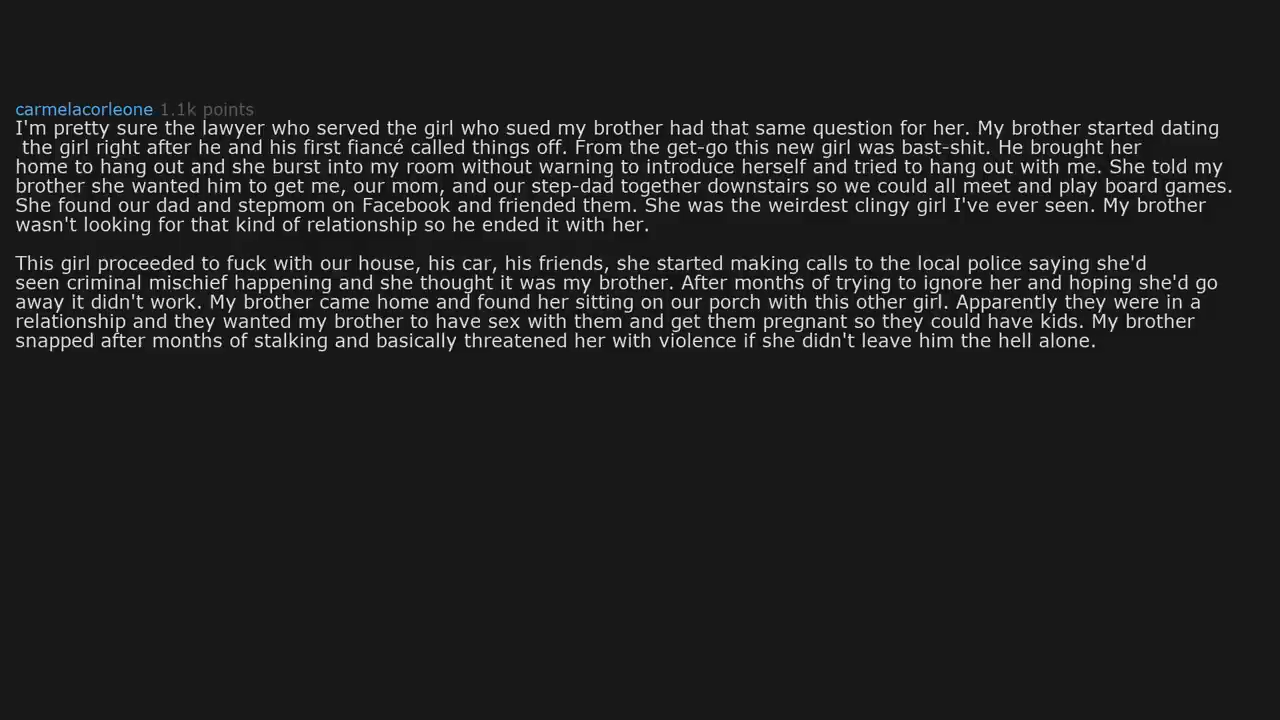 carmelacorleone 1.1k points
I'm pretty sure the lawyer who served the girl who sued my brother had that same question for her. My brother started dating
the girl right after he and his first fiancé called things off. From the get-go this new girl was bast-shit. He brought her
home to hang out and she burst into my room without warning to introduce herself and tried to hang out with me. She told my
brother she wanted him to get me, our mom, and our step-dad together downstairs so we could all meet and play board games.
She found our dad and stepmom on Facebook and friended them. She was the weirdest clingy girl I've ever seen. My brother
wasn't looking for that kind of relationship so he ended it with her.
This girl proceeded to fuck with our house, his car, his friends, she started making calls to the local police saying she'd
seen criminal mischief happening and she thought it was my brother. After months of trying to ignore her and hoping she'd go
away it didn't work. My brother came home and found her sitting on our porch with this other girl. Apparently they were in a
relationship and they wanted my brother to have sex with them and get them pregnant so they could have kids. My brother
snapped after months of stalking and basically threatened her with violence if she didn't leave him the hell alone.